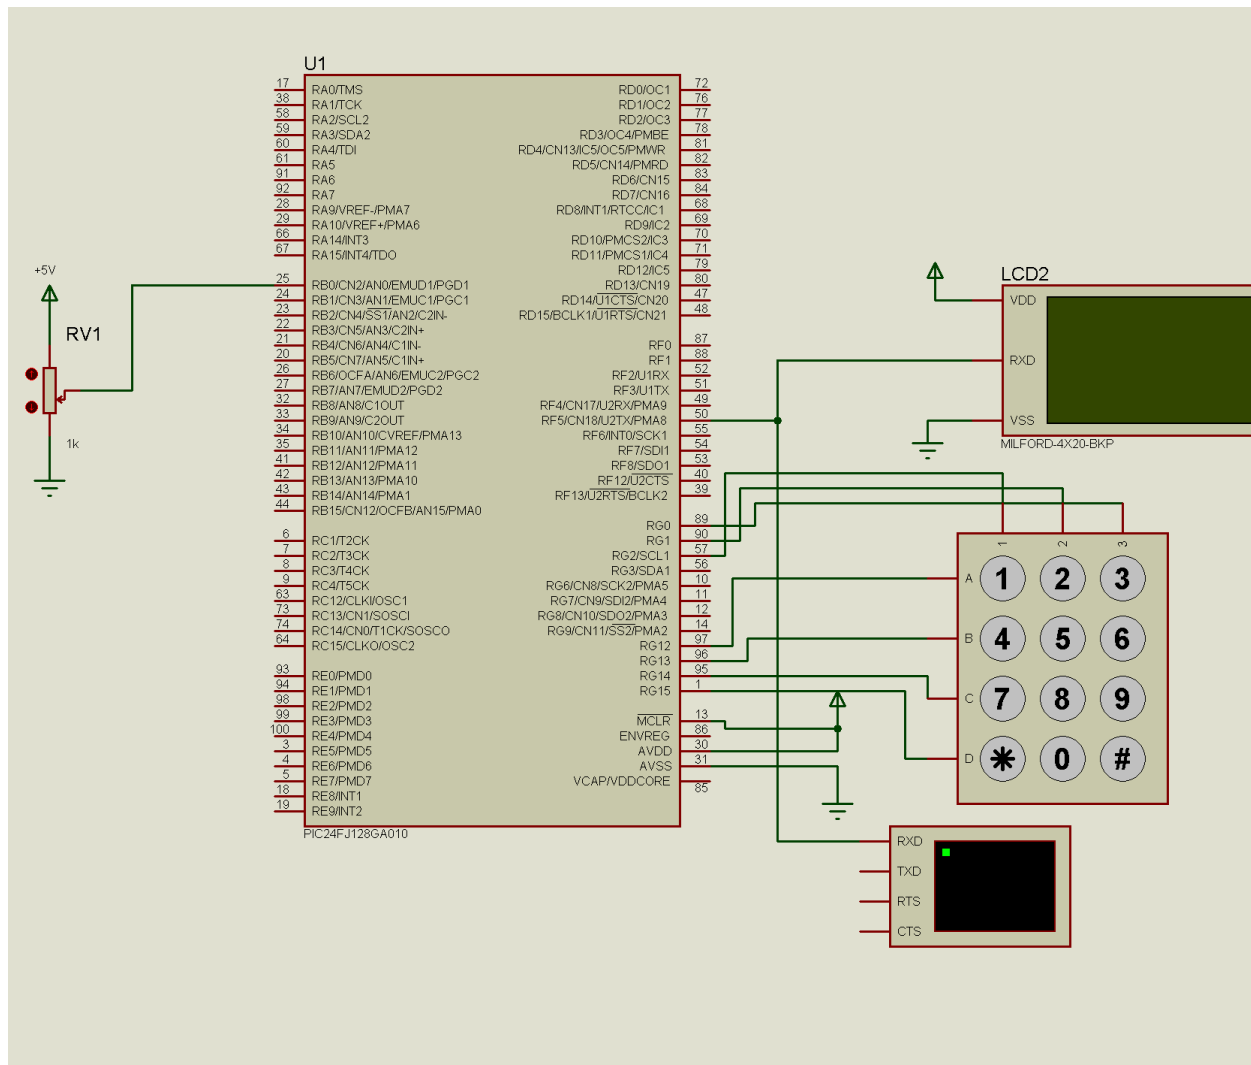 U1
17 RA0/TMS
38 RA1/TCK
58 RA2/SCL2
59 RA3/SDA2
60 RA4/TDI
61 RA5
91 RA6
92 RA7
28 RA9/VREF-/PMA7
29 RA10/VREF+/PMA6
66 RA14/INT3
67 RA15/INT4/TDO
25 RB0/CN2/AN0/EMUD1/PGD1
24 RB1/CN3/AN1/EMUC1/PGC1
23 RB2/CN4/SS1/AN2/C2IN-
22 RB3/CN5/AN3/C2IN+
21 RB4/CN6/AN4/C1IN-
20 RB5/CN7/AN5/C1IN+
26 RB6/OCFA/AN6/EMUC2/PGC2
27 RB7/AN7/EMUD2/PGD2
32 RB8/AN8/C1OUT
33 RB9/AN9/C2OUT
34 RB10/AN10/CVREF/PMA13
35 RB11/AN11/PMA12
41 RB12/AN12/PMA11
42 RB13/AN13/PMA10
43 RB14/AN14/PMA1
44 RB15/CN12/OCFB/AN15/PMA0
6 RC1/T2CK
7 RC2/T3CK
8 RC3/T4CK
9 RC4/T5CK
63 RC12/CLKI/OSC1
73 RC13/CN1/SOSCI
74 RC14/CN0/T1CK/SOSCO
64 RC15/CLKO/OSC2
93 RE0/PMD0
94 RE1/PMD1
98 RE2/PMD2
99 RE3/PMD3
100 RE4/PMD4
3 RE5/PMD5
4 RE6/PMD6
5 RE7/PMD7
18 RE8/INT1
19 RE9/INT2
RD0/OC1 72
RD1/OC2 76
RD2/OC3 77
RD3/OC4/PMBE 78
RD4/CN13/IC5/OC5/PMWR 81
RD5/CN14/PMRD 82
RD6/CN15 83
RD7/CN16 84
RD8/INT1/RTCC/IC1 68
RD9/IC2 69
RD10/PMCS2/IC3 70
RD11/PMCS1/IC4 71
RD12/IC5 79
RD13/CN19 80
RD14/U1CTS/CN20 47
RD15/BCLK1/U1RTS/CN21 48
RF0 87
RF1 88
RF2/U1RX 52
RF3/U1TX 51
RF4/CN17/U2RX/PMA9 49
RF5/CN18/U2TX/PMA8 50
RF6/INT0/SCK1 55
RF7/SDI1 54
RF8/SDO1 53
RF12/U2CTS 40
RF13/U2RTS/BCLK2 39
RG0 89
RG1 90
RG2/SCL1 57
RG3/SDA1 56
RG6/CN8/SCK2/PMA5 10
RG7/CN9/SDI2/PMA4 11
RG8/CN10/SDO2/PMA3 12
RG9/CN11/SS2/PMA2 14
RG12 97
RG13 96
RG14 95
RG15 1
MCLR 13
ENVREG 86
AVDD 30
AVSS 31
VCAP/VDDCORE 85
PIC24FJ128GA010
+5V
RV1
1k
LCD2
VDD
RXD
VSS
MILFORD-4X20-BKP
1 2 3
A 1 2 3
B 4 5 6
C 7 8 9
D * 0 #
RXD
TXD
RTS
CTS